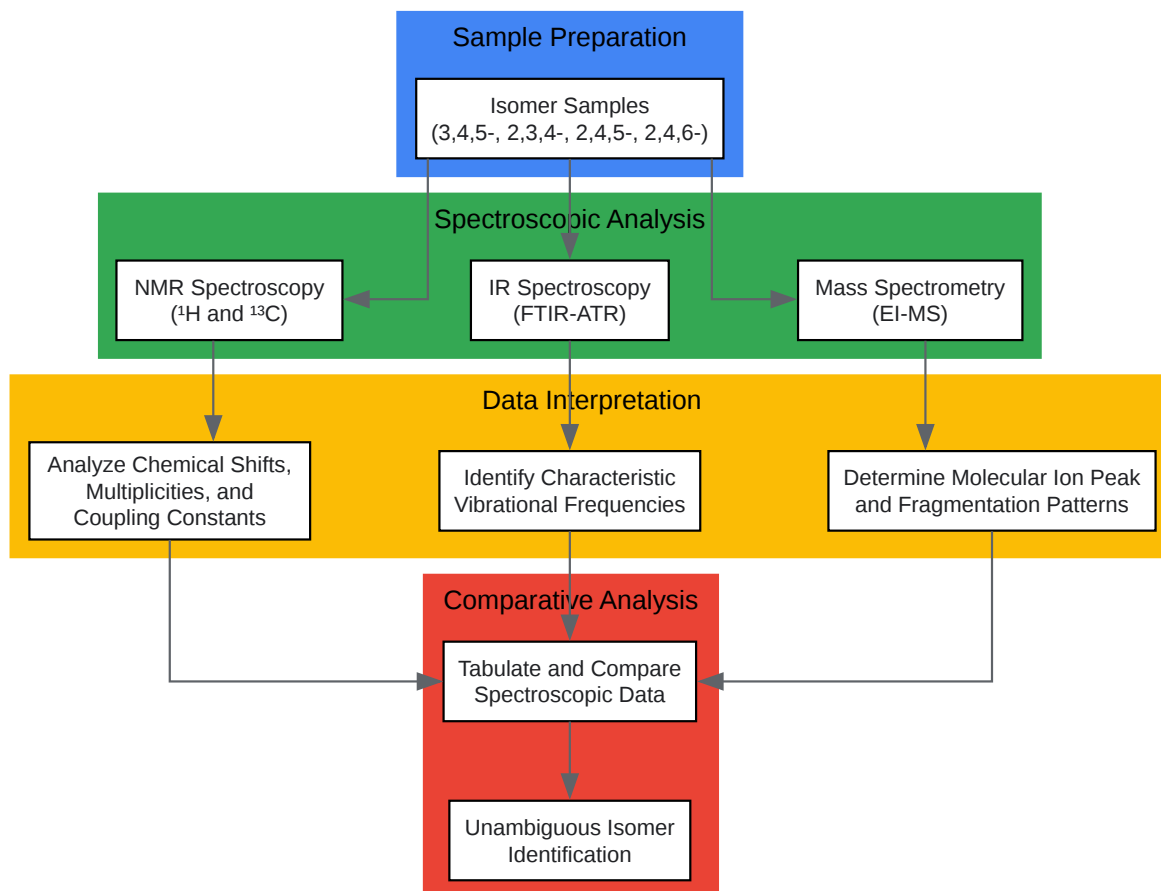 Sample Preparation
Isomer Samples
(3,4,5-, 2,3,4-, 2,4,5-, 2,4,6-)
Spectroscopic Analysis
NMR Spectroscopy
(¹H and ¹³C)
IR Spectroscopy
(FTIR-ATR)
Mass Spectrometry
(EI-MS)
Data Interpretation
Analyze Chemical Shifts,
Multiplicities, and
Coupling Constants
Identify Characteristic
Vibrational Frequencies
Determine Molecular Ion Peak
and Fragmentation Patterns
Comparative Analysis
Tabulate and Compare
Spectroscopic Data
Unambiguous Isomer
Identification